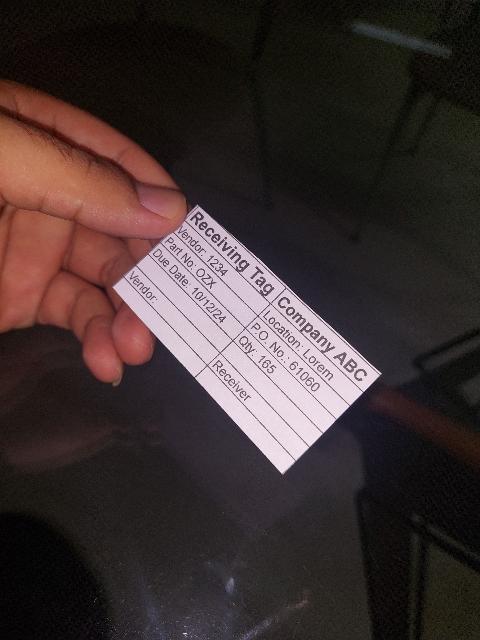 Receiving Tag Company ABC
Vendor: 1234 Location: Lorem
Part No: OZX P.O. No.: 61060
Due Date: 10/12/24 Qty: 165
Vendor: Receiver